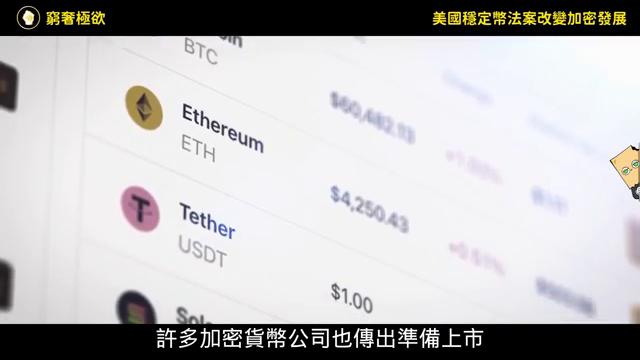 窮奢極欲
美國穩定幣法案改變加密發展
BTC
$60,482.13
Ethereum
ETH
$4,250.43
Tether
USDT
$1.00
許多加密貨幣公司也傳出準備上市